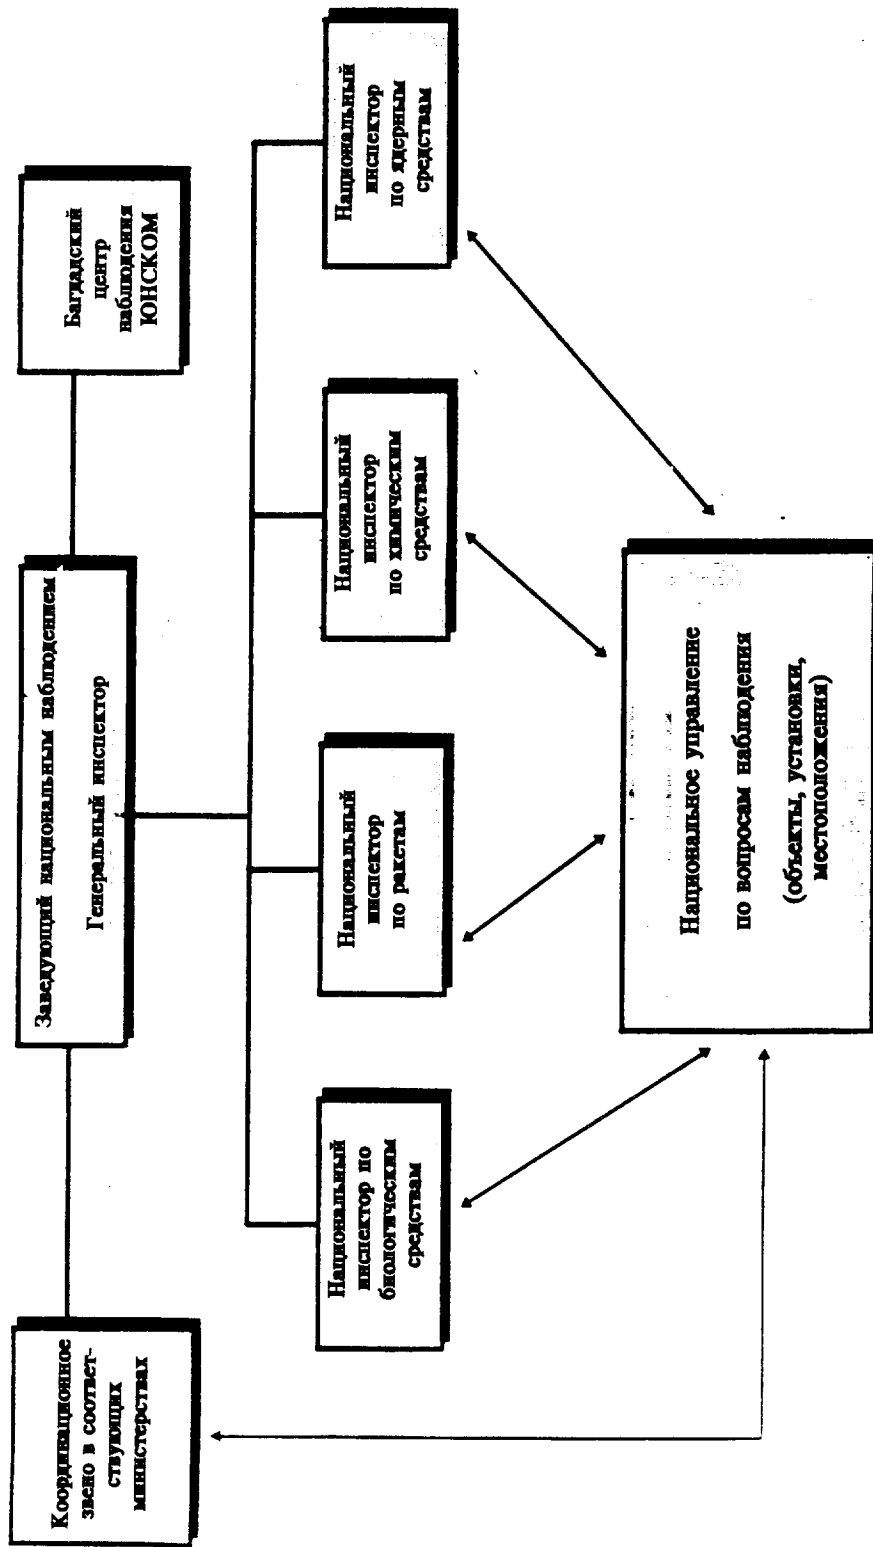 Координационное
звено в соответ-
ствующих
министерствах
Заведующий национальным наблюдением
Генеральный инспектор
Багдадский
центр
наблюдения
ЮНСКОМ
Национальный
инспектор по
биологическим
средствам
Национальный
инспектор
по ракетам
Национальный
инспектор
по химическим
средствам
Национальный
инспектор
по ядерным
средствам
Национальное управление
по вопросам наблюдения
(объекты, установки,
местоположения)